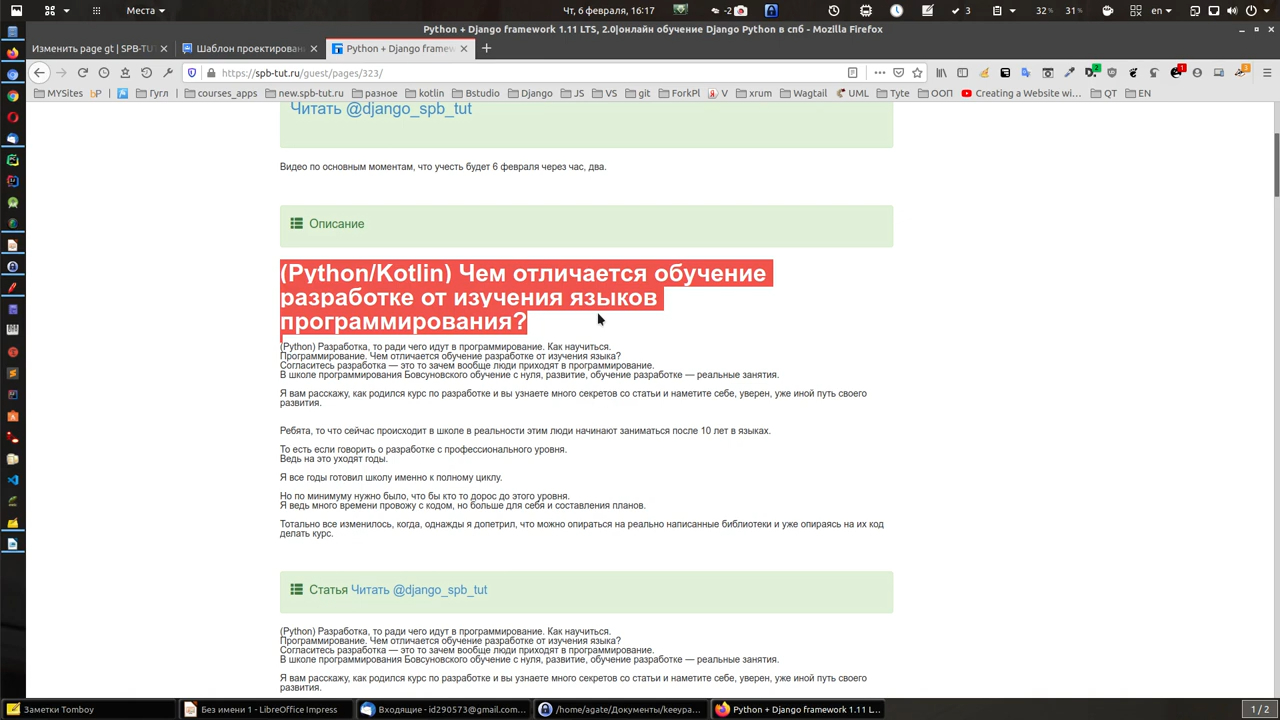 Места
Чт, 6 февраля, 16:17
-2
3
32%
31%
en
Python + Django framework 1.11 LTS, 2.0|онлайн обучение Django Python в спб - Mozilla Firefox
Изменить page gt | SPB-TUT
Шаблон проектирован
Python + Django framew
https://spb-tut.ru/guest/pages/323/
MYSites
bP
Гугл
courses_apps
new.spb-tut.ru
разное
kotlin
Bstudio
Django
JS
VS
git
ForkPl
V
xrum
Wagtail
UML
Tyte
ООП
Creating a Website wi…
QT
EN
Читать @django_spb_tut
Видео по основным моментам, что учесть будет 6 февраля через час, два.
Описание
(Python/Kotlin) Чем отличается обучение
разработке от изучения языков
программирования?
(Python) Разработка, то ради чего идут в программирование. Как научиться.
Программирование. Чем отличается обучение разработке от изучения языка?
Согласитесь разработка — это то зачем вообще люди приходят в программирование.
В школе программирования Бовсуновского обучение с нуля, развитие, обучение разработке — реальные занятия.
Я вам расскажу, как родился курс по разработке и вы узнаете много секретов со статьи и наметите себе, уверен, уже иной путь своего
развития.
Ребята, то что сейчас происходит в школе в реальности этим люди начинают заниматься после 10 лет в языках.
То есть если говорить о разработке с профессионального уровня.
Ведь на это уходят годы.
Я все годы готовил школу именно к полному циклу.
Но по минимуму нужно было, что бы кто то дорос до этого уровня.
Я ведь много времени провожу с кодом, но больше для себя и составления планов.
Тотально все изменилось, когда, однажды я допетрил, что можно опираться на реально написанные библиотеки и уже опираясь на их код
делать курс.
Статья Читать @django_spb_tut
(Python) Разработка, то ради чего идут в программирование. Как научиться.
Программирование. Чем отличается обучение разработке от изучения языка?
Согласитесь разработка — это то зачем вообще люди приходят в программирование.
В школе программирования Бовсуновского обучение с нуля, развитие, обучение разработке — реальные занятия.
Я вам расскажу, как родился курс по разработке и вы узнаете много секретов со статьи и наметите себе, уверен, уже иной путь своего
развития.
Заметки Tomboy
Без имени 1 - LibreOffice Impress
Входящие - id290573@gmail.com…
/home/agate/Документы/keeypa…
Python + Django framework 1.11 L…
1 / 2